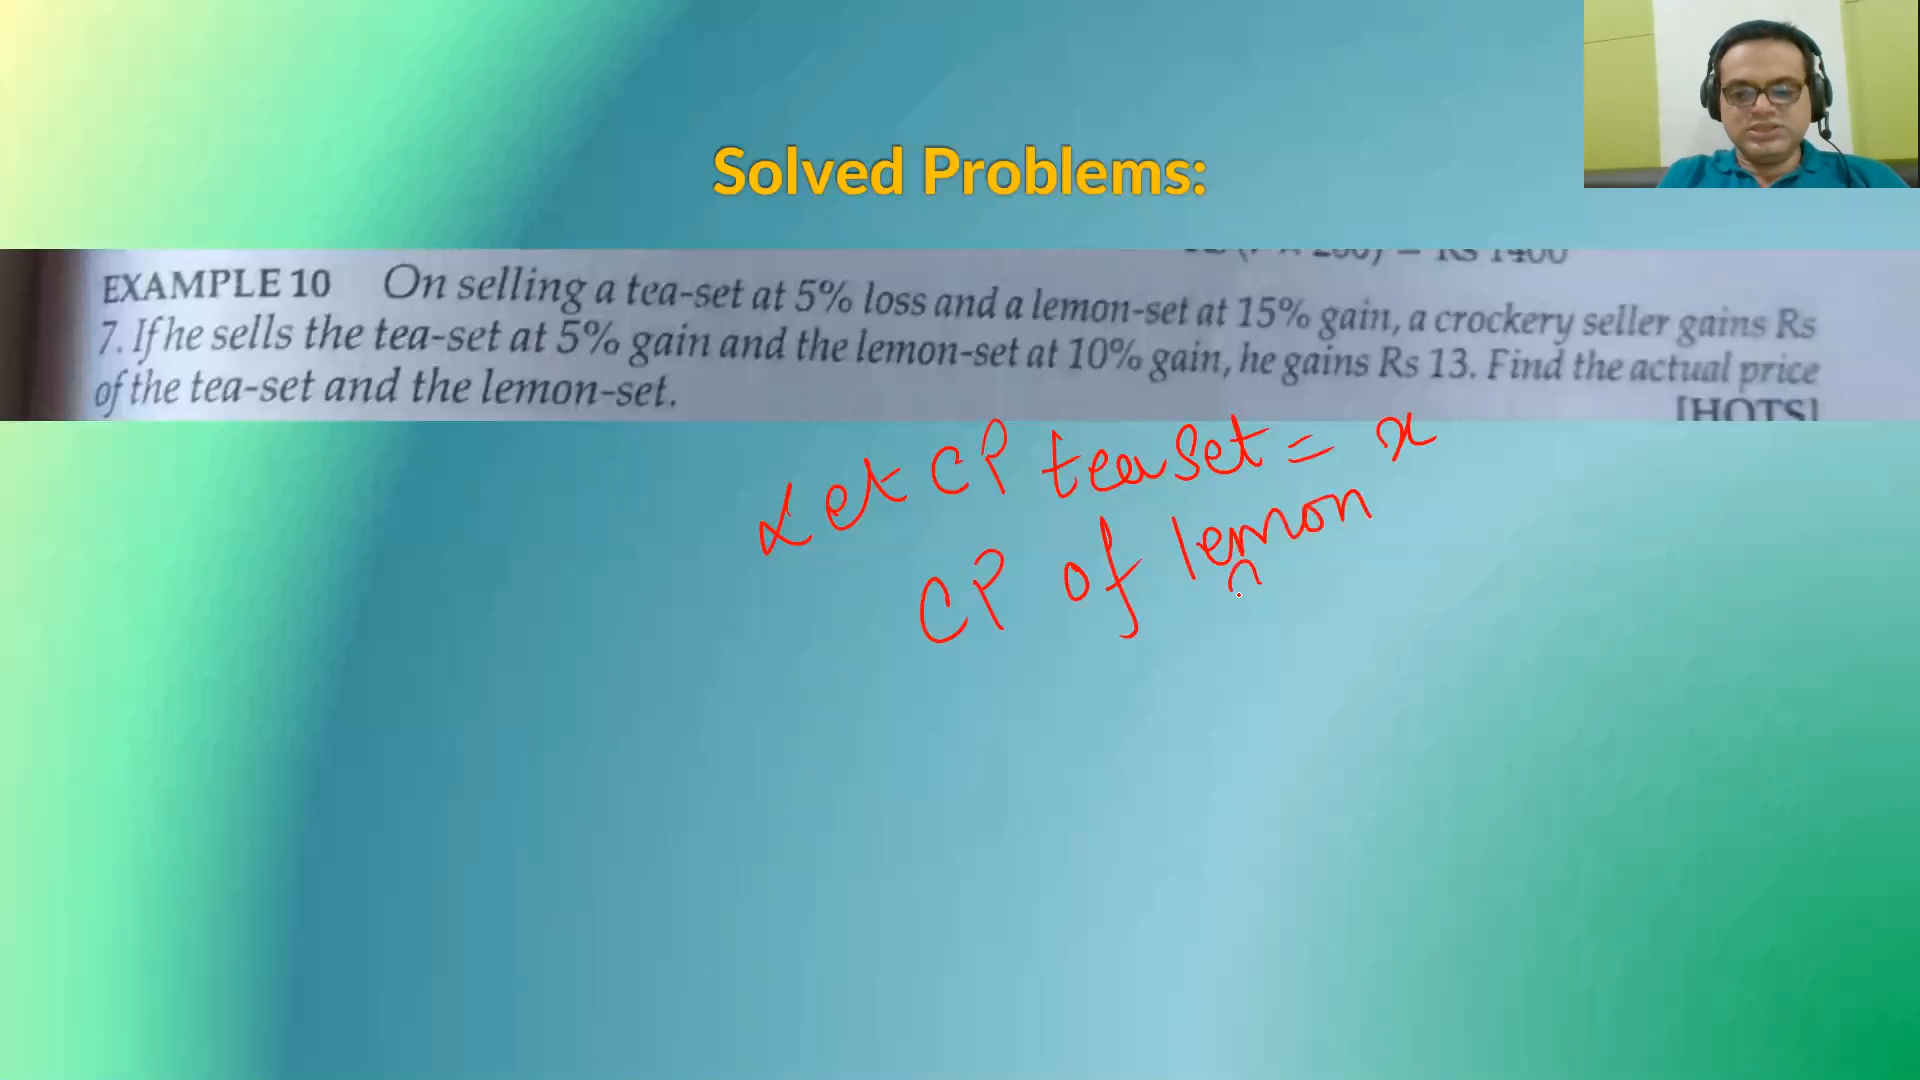 Solved Problems:
EXAMPLE 10 On selling a tea-set at 5% loss and a lemon-set at 15% gain, a crockery seller gains Rs
7. If he sells the tea-set at 5% gain and the lemon-set at 10% gain, he gains Rs 13. Find the actual price
of the tea-set and the lemon-set.
[HOTS]
Let CP tea set = x
CP of lemon